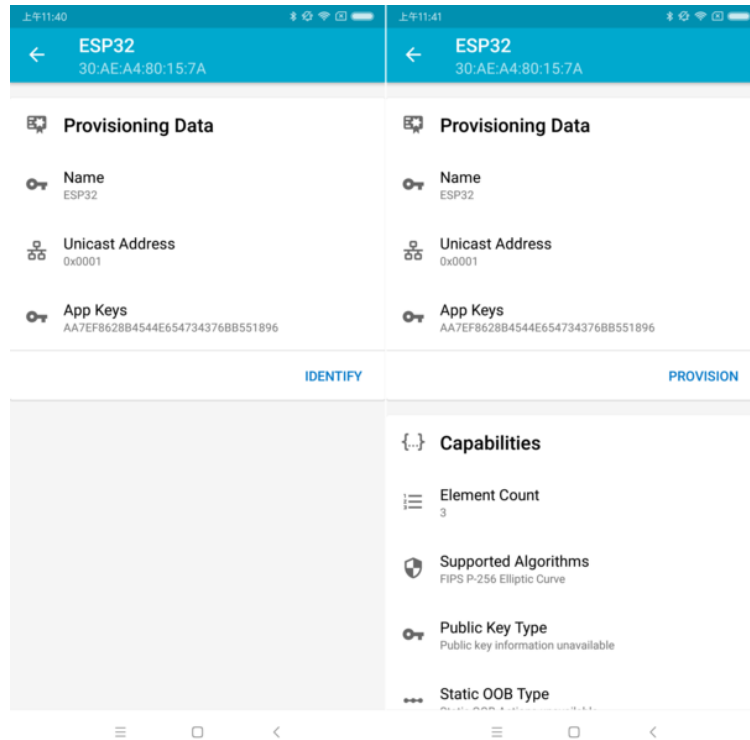 上午11:40
ESP32
30:AE:A4:80:15:7A
Provisioning Data
Name
ESP32
Unicast Address
0x0001
App Keys
AA7EF8628B4544E654734376BB551896
IDENTIFY
上午11:41
ESP32
30:AE:A4:80:15:7A
Provisioning Data
Name
ESP32
Unicast Address
0x0001
App Keys
AA7EF8628B4544E654734376BB551896
PROVISION
{...} Capabilities
Element Count
3
Supported Algorithms
FIPS P-256 Elliptic Curve
Public Key Type
Public key information unavailable
Static OOB Type